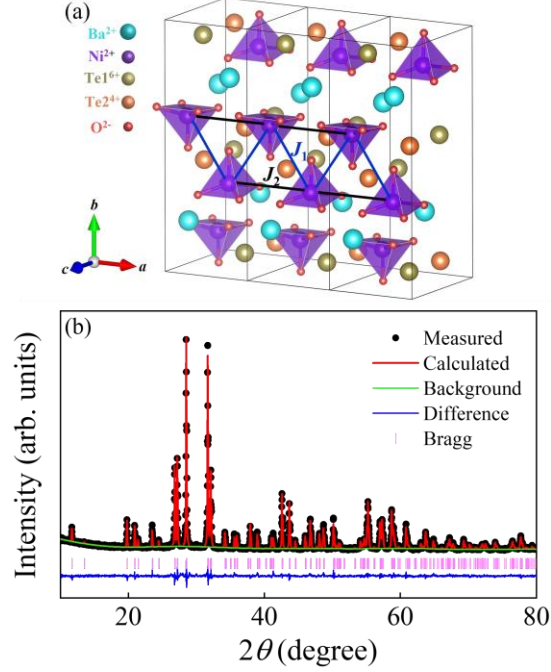 (a)
Ba²⁺
Ni²⁺
Te1⁶⁺
Te2⁴⁺
O²⁻
J₁
J₂
b
c
a
(b)
Measured
Calculated
Background
Difference
Bragg
Intensity (arb. units)
20
40
60
80
2θ (degree)